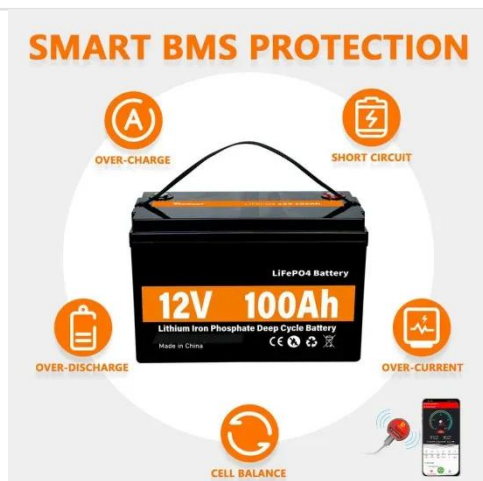 SMART BMS PROTECTION
OVER-CHARGE
SHORT CIRCUIT
LiFePO4 Battery
12V 100Ah
Lithium Iron Phosphate Deep Cycle Battery
Made in China
CE
OVER-DISCHARGE
OVER-CURRENT
CELL BALANCE